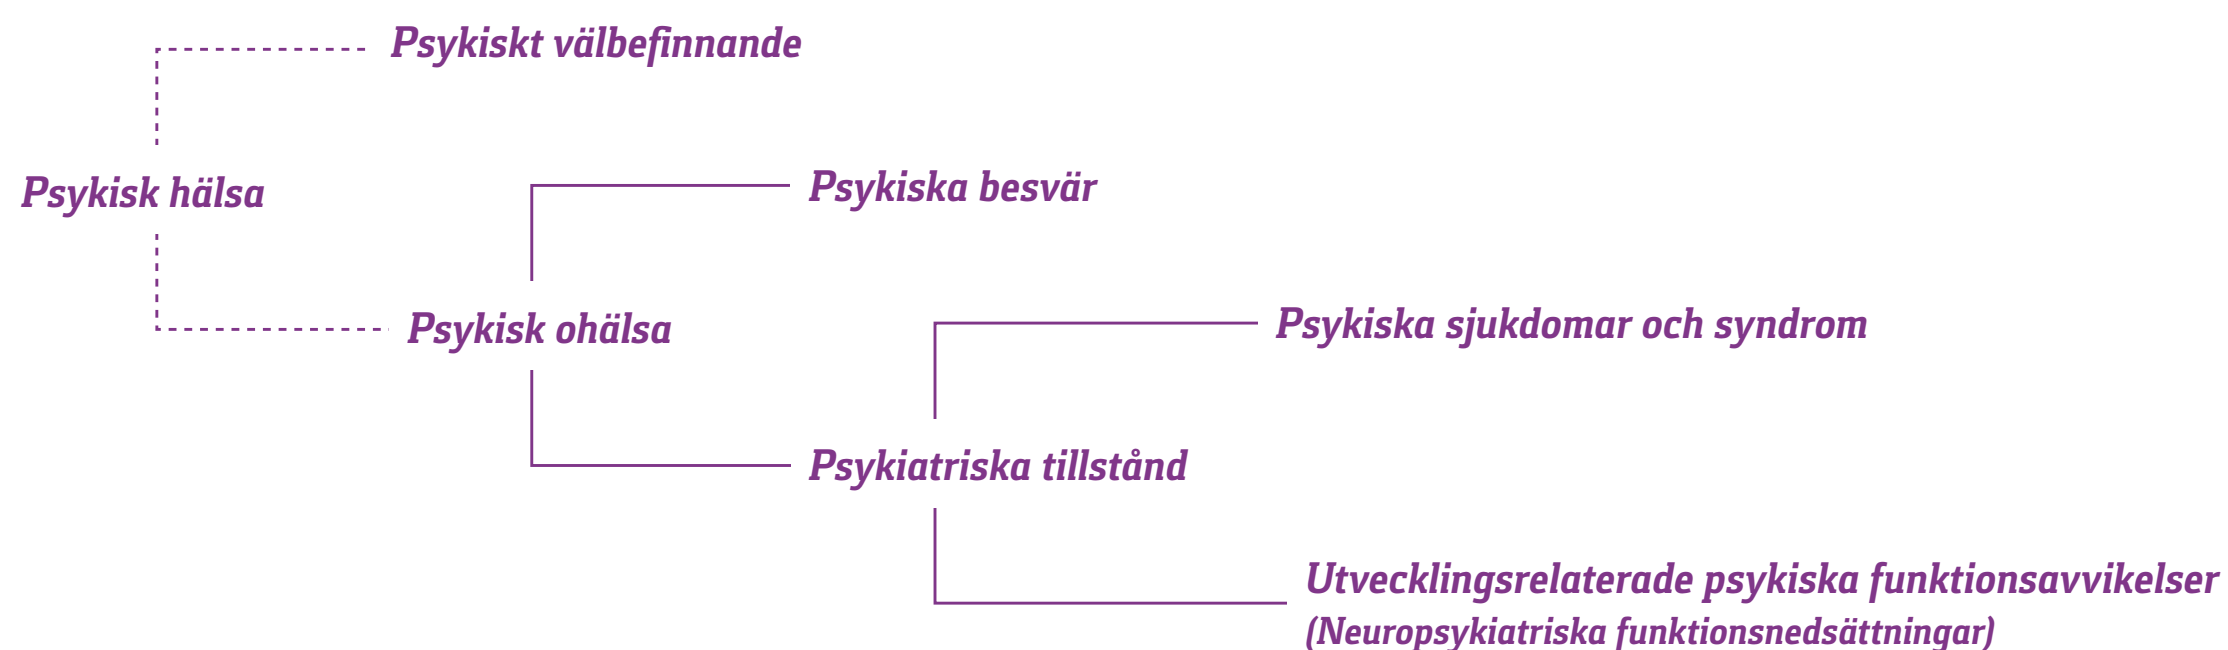 Psykiskt välbefinnande
Psykiska besvär
Psykisk hälsa
Psykiska sjukdomar och syndrom
Psykisk ohälsa
Psykiatriska tillstånd
Utvecklingsrelaterade psykiska funktionsavvikelser
(Neuropsykiatriska funktionsnedsättningar)